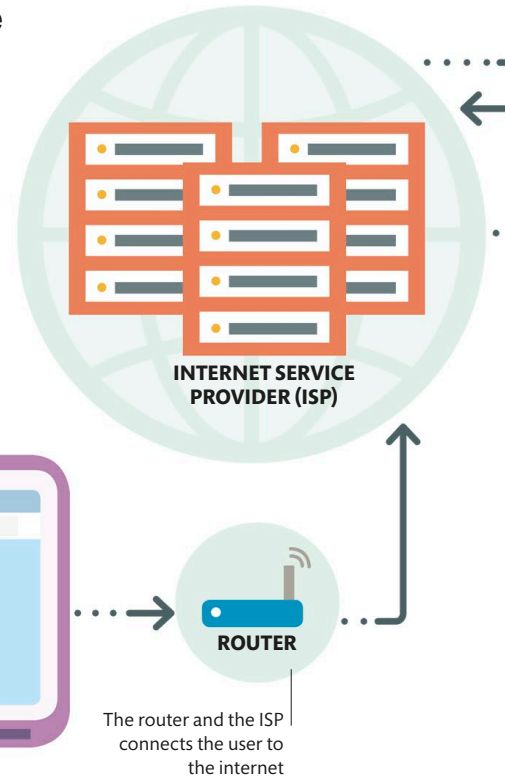 e
INTERNET SERVICE
PROVIDER (ISP)
ROUTER
The router and the ISP
connects the user to
the internet